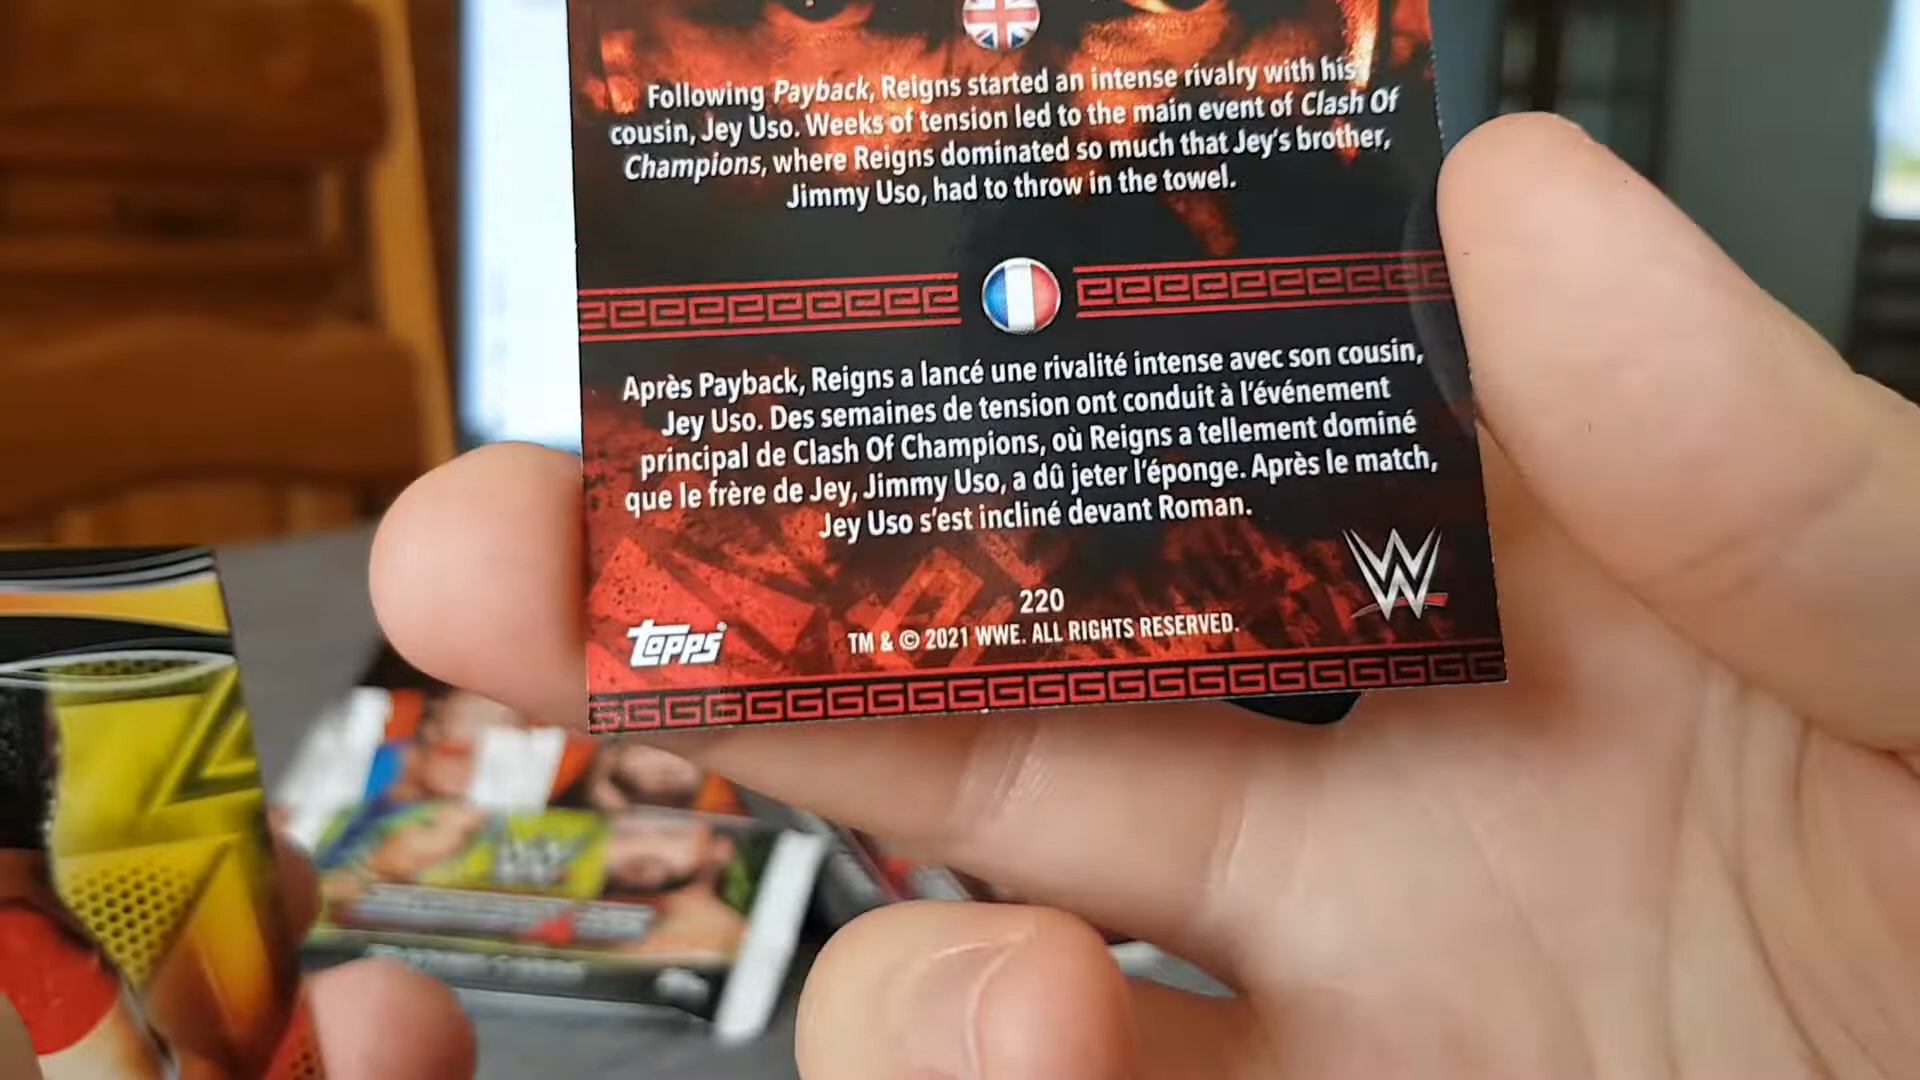 Following Payback, Reigns started an intense rivalry with his
cousin, Jey Uso. Weeks of tension led to the main event of Clash Of
Champions, where Reigns dominated so much that Jey's brother,
Jimmy Uso, had to throw in the towel.
Après Payback, Reigns a lancé une rivalité intense avec son cousin,
Jey Uso. Des semaines de tension ont conduit à l'événement
principal de Clash Of Champions, où Reigns a tellement dominé
que le frère de Jey, Jimmy Uso, a dû jeter l'éponge. Après le match,
Jey Uso s'est incliné devant Roman.
220
topps®
TM & © 2021 WWE. ALL RIGHTS RESERVED.
W